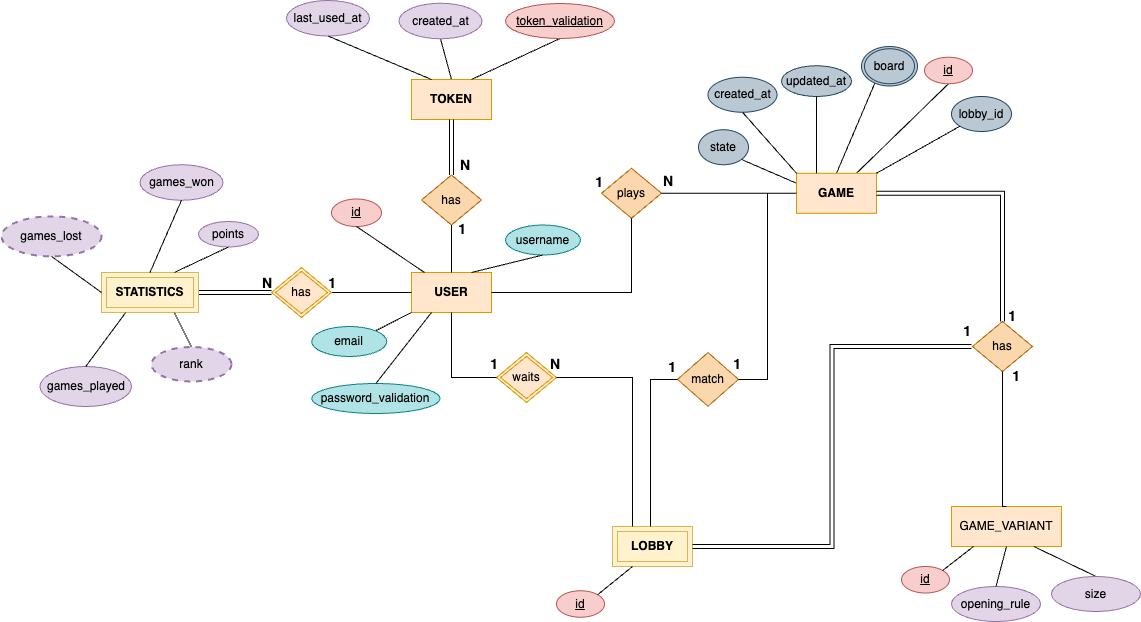 last_used_at
created_at
token_validation
TOKEN
board
id
updated_at
created_at
lobby_id
state
N
has
1
1
plays
N
GAME
games_won
games_lost
points
id
username
STATISTICS
N
has
1
USER
email
rank
games_played
password_validation
1
waits
N
1
match
1
1
1
has
1
LOBBY
id
GAME_VARIANT
id
opening_rule
size